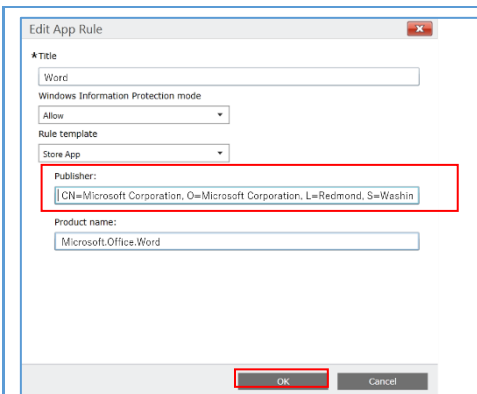 Edit App Rule
*Title
Word
Windows Information Protection mode
Allow
Rule template
Store App
Publisher:
CN=Microsoft Corporation, O=Microsoft Corporation, L=Redmond, S=Washin
Product name:
Microsoft.Office.Word
OK Cancel